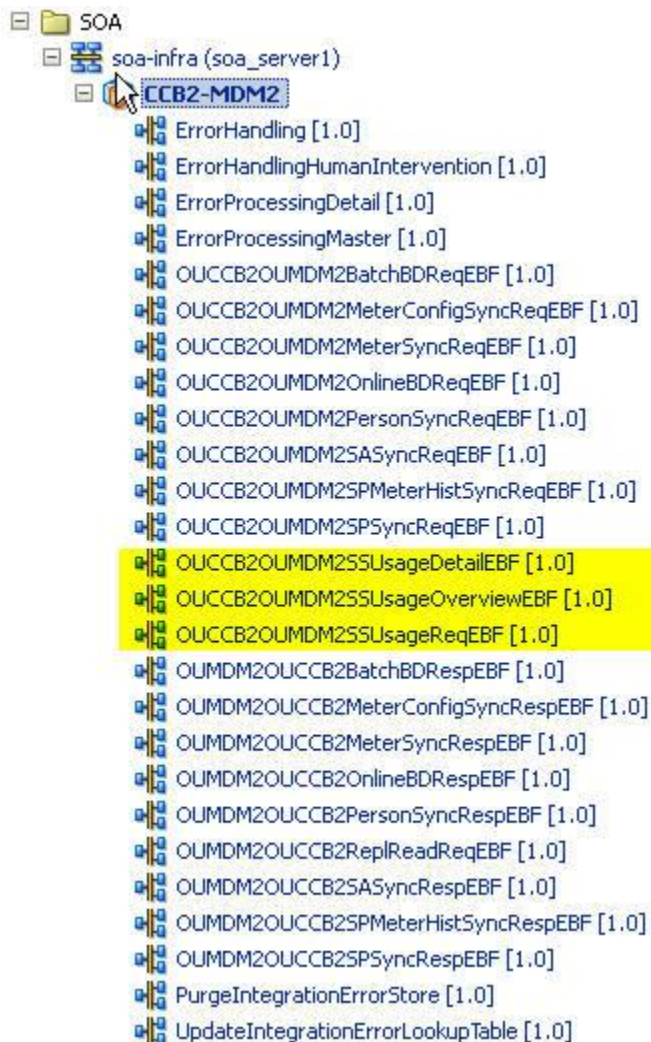 SOA
soa-infra (soa_server1)
CCB2-MDM2
ErrorHandling [1.0]
ErrorHandlingHumanIntervention [1.0]
ErrorProcessingDetail [1.0]
ErrorProcessingMaster [1.0]
OUCCB2OUMDM2BatchBDReqEBF [1.0]
OUCCB2OUMDM2MeterConfigSyncReqEBF [1.0]
OUCCB2OUMDM2MeterSyncReqEBF [1.0]
OUCCB2OUMDM2OnlineBDReqEBF [1.0]
OUCCB2OUMDM2PersonSyncReqEBF [1.0]
OUCCB2OUMDM2SASyncReqEBF [1.0]
OUCCB2OUMDM2SPMeterHistSyncReqEBF [1.0]
OUCCB2OUMDM2SPSyncReqEBF [1.0]
OUCCB2OUMDM2SSUsageDetailEBF [1.0]
OUCCB2OUMDM2SSUsageOverviewEBF [1.0]
OUCCB2OUMDM2SSUsageReqEBF [1.0]
OUMDM2OUCCB2BatchBDRespEBF [1.0]
OUMDM2OUCCB2MeterConfigSyncRespEBF [1.0]
OUMDM2OUCCB2MeterSyncRespEBF [1.0]
OUMDM2OUCCB2OnlineBDRespEBF [1.0]
OUMDM2OUCCB2PersonSyncRespEBF [1.0]
OUMDM2OUCCB2ReplReadReqEBF [1.0]
OUMDM2OUCCB2SASyncRespEBF [1.0]
OUMDM2OUCCB2SPMeterHistSyncRespEBF [1.0]
OUMDM2OUCCB2SPSyncRespEBF [1.0]
PurgeIntegrationErrorStore [1.0]
UpdateIntegrationErrorLookupTable [1.0]